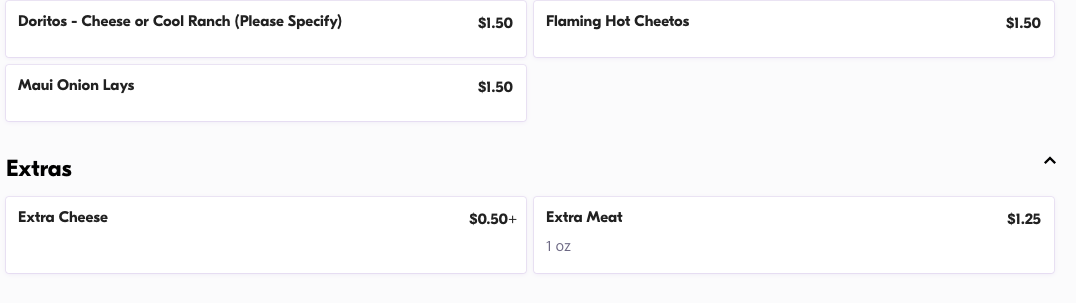 Doritos - Cheese or Cool Ranch (Please Specify) $1.50
Flaming Hot Cheetos $1.50
Maui Onion Lays $1.50
Extras
Extra Cheese $0.50+
Extra Meat $1.25
1 oz